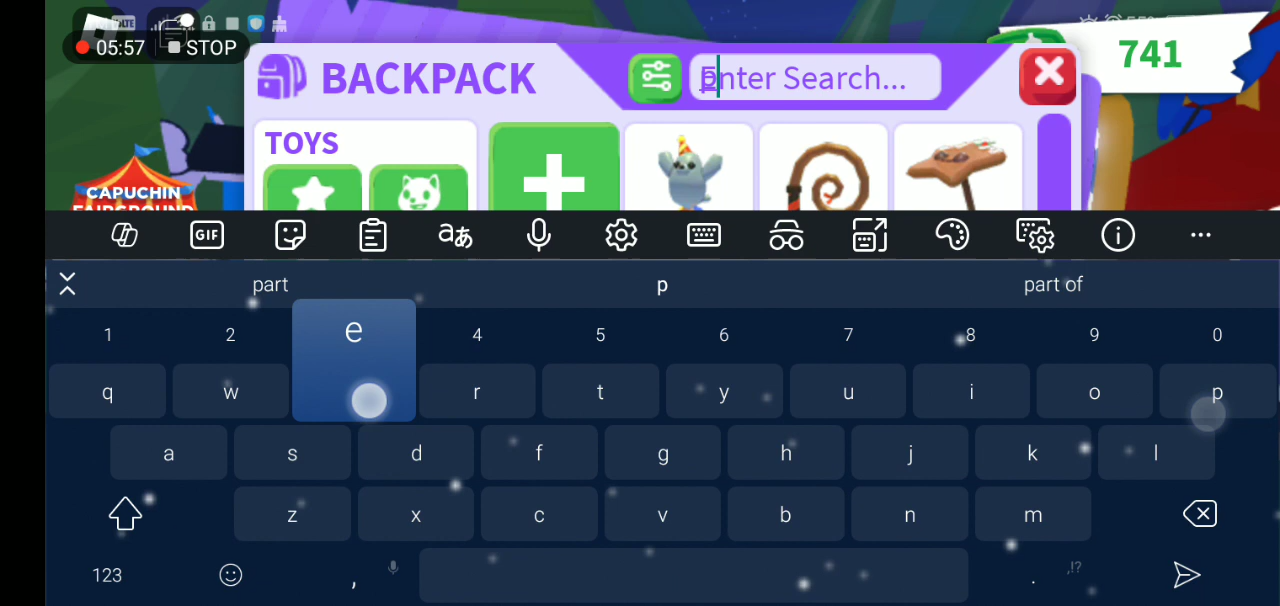 05:57 STOP
741
BACKPACK
Enter Search...
p
TOYS
CAPUCHIN
FAIRGROUND
GIF
part p part of
1 2 e 4 5 6 7 8 9 0
q w r t y u i o p
a s d f g h j k l
z x c v b n m
123 , . ,!?